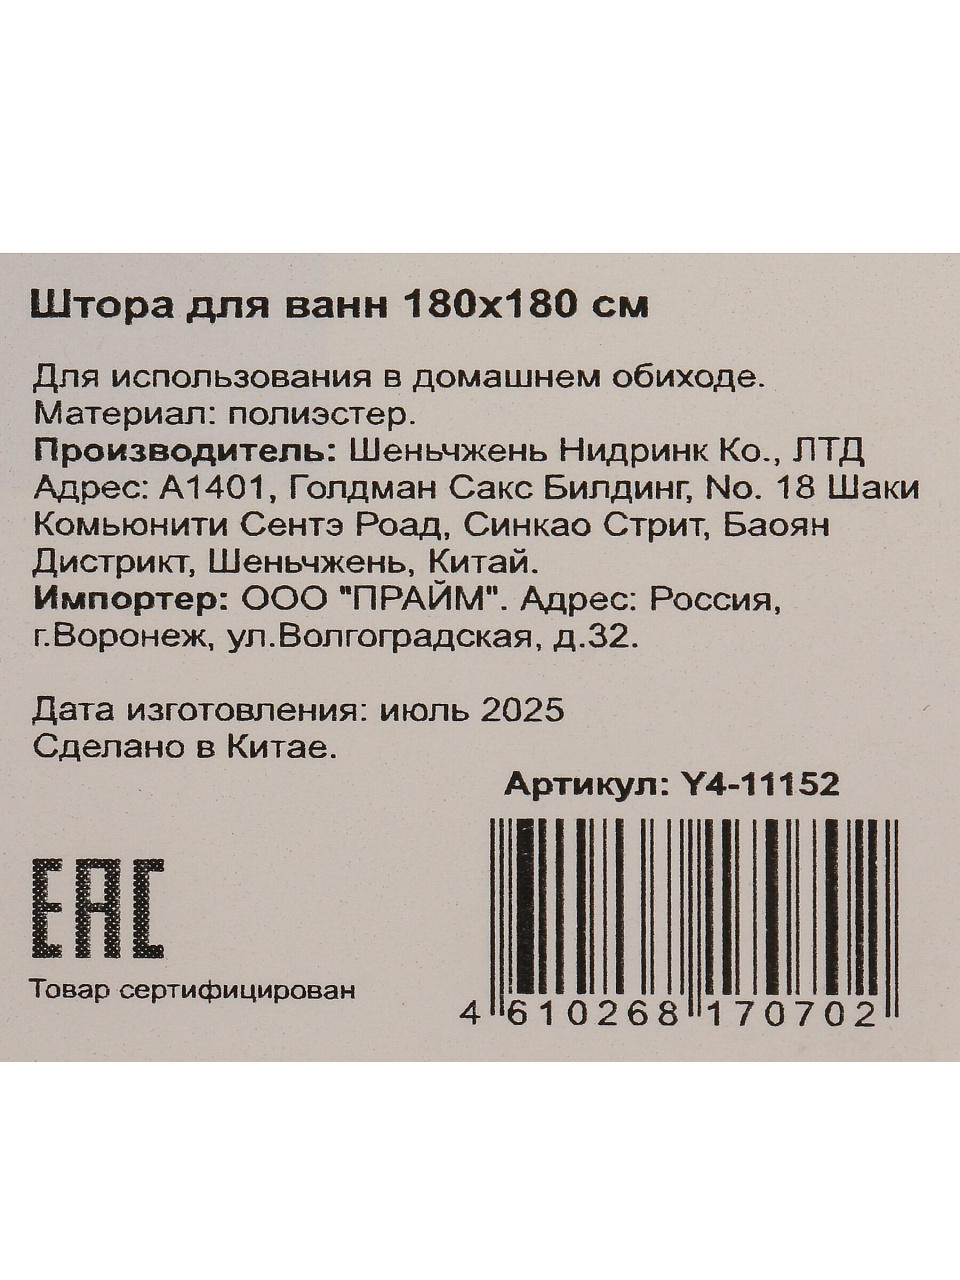 Штора для ванн 180х180 см
Для использования в домашнем обиходе.
Материал: полиэстер.
Производитель: Шеньчжень Нидринк Ко., ЛТД
Адрес: А1401, Голдман Сакс Билдинг, No. 18 Шаки
Комьюнити Сентэ Роад, Синкао Стрит, Баоян
Дистрикт, Шеньчжень, Китай.
Импортер: ООО "ПРАЙМ". Адрес: Россия,
г.Воронеж, ул.Волгоградская, д.32.
Дата изготовления: июль 2025
Сделано в Китае.
Артикул: Y4-11152
EAC
Товар сертифицирован
4 610268 170702